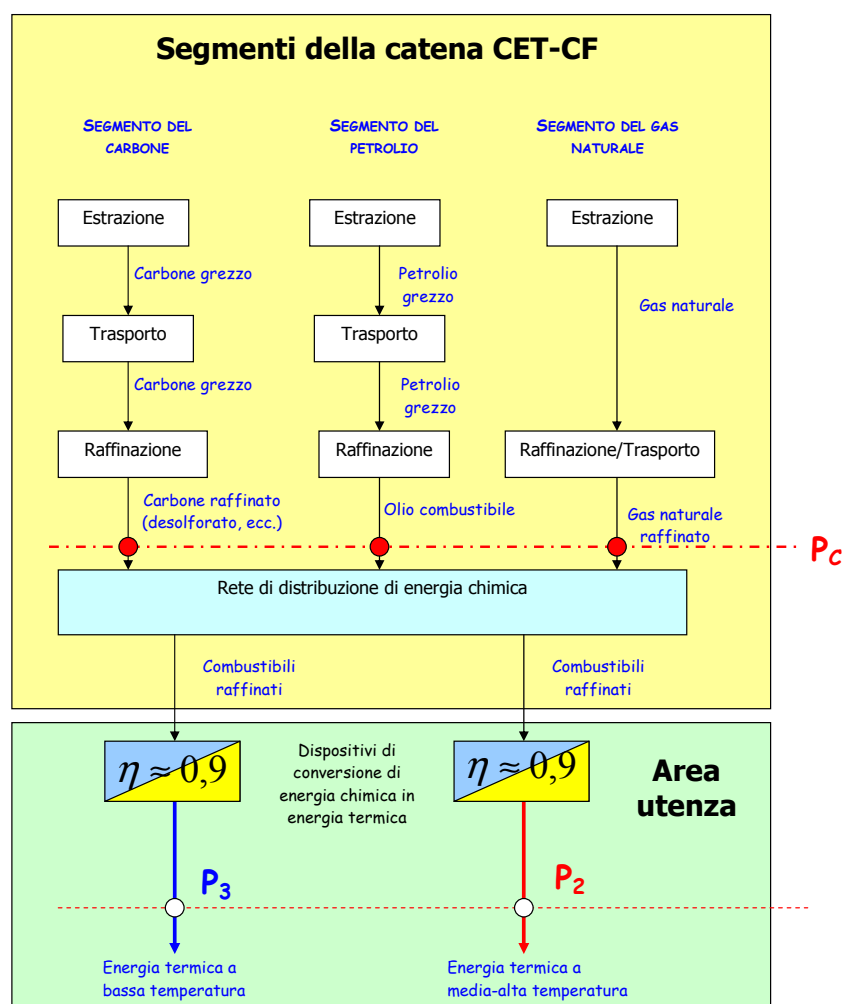 Segmenti della catena CET-CF
SEGMENTO DEL
CARBONE
SEGMENTO DEL
PETROLIO
SEGMENTO DEL GAS
NATURALE
Estrazione
Estrazione
Estrazione
Carbone grezzo
Petrolio
grezzo
Gas naturale
Trasporto
Trasporto
Carbone grezzo
Petrolio
grezzo
Raffinazione
Raffinazione
Raffinazione/Trasporto
Carbone raffinato
(desolforato, ecc.)
Olio combustibile
Gas naturale
raffinato
PC
Rete di distribuzione di energia chimica
Combustibili
raffinati
Combustibili
raffinati
η ≈ 0,9
Dispositivi di
conversione di
energia chimica in
energia termica
η ≈ 0,9
Area
utenza
P3
P2
Energia termica a
bassa temperatura
Energia termica a
media-alta temperatura